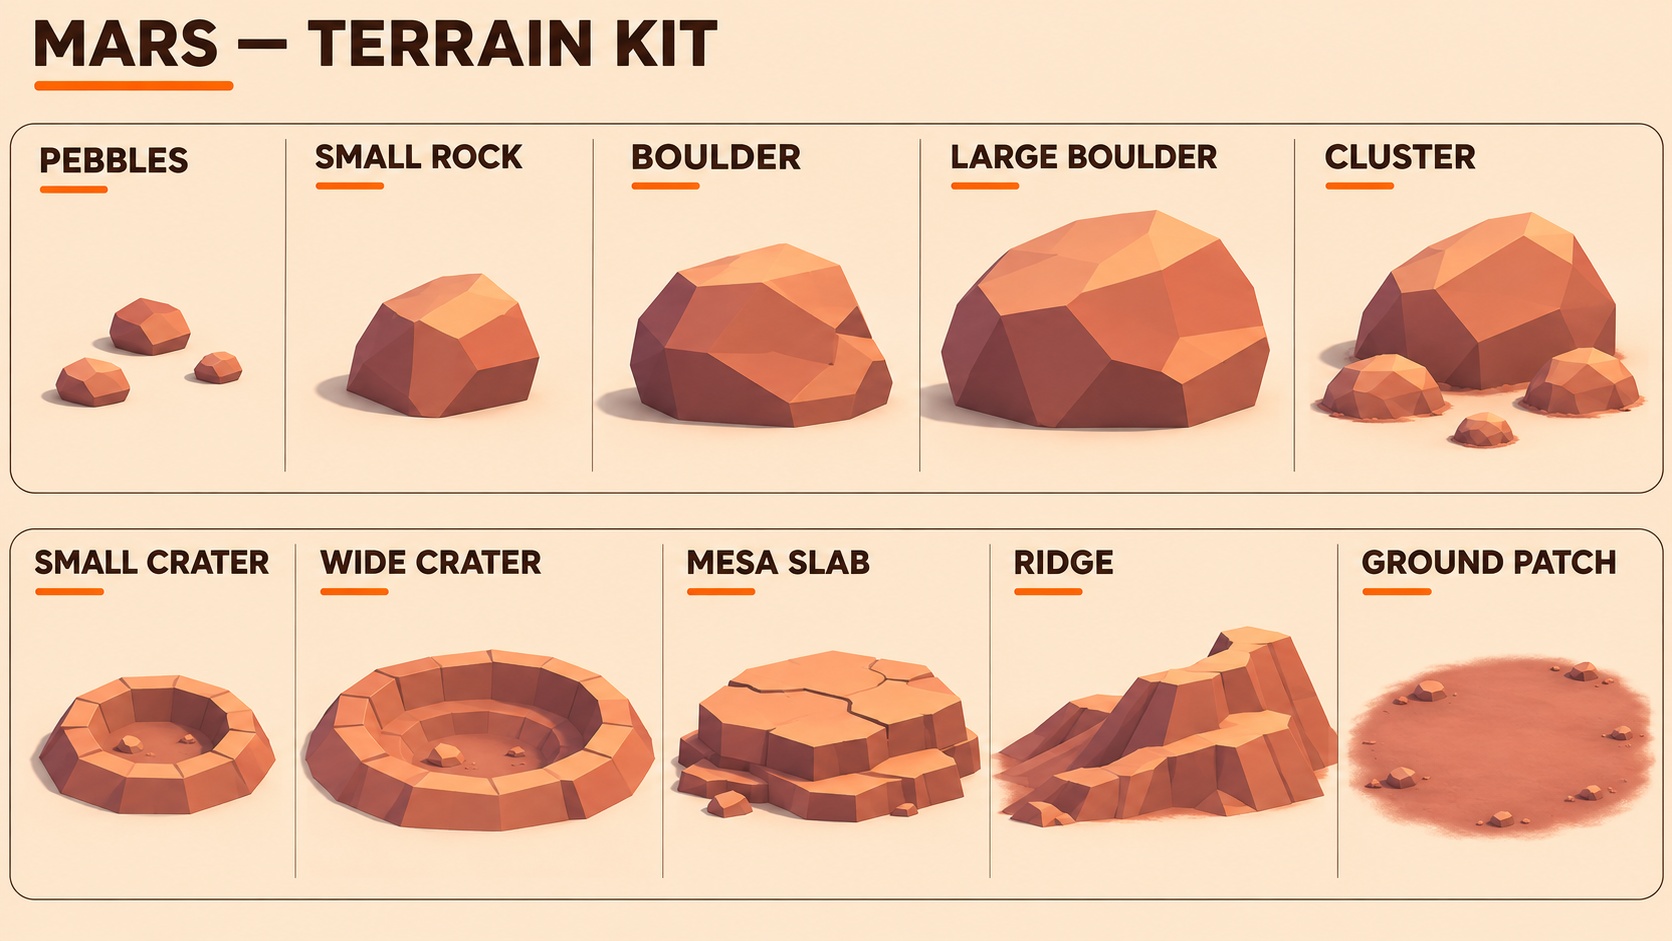 MARS — TERRAIN KIT
PEBBLES
SMALL ROCK
BOULDER
LARGE BOULDER
CLUSTER
SMALL CRATER
WIDE CRATER
MESA SLAB
RIDGE
GROUND PATCH